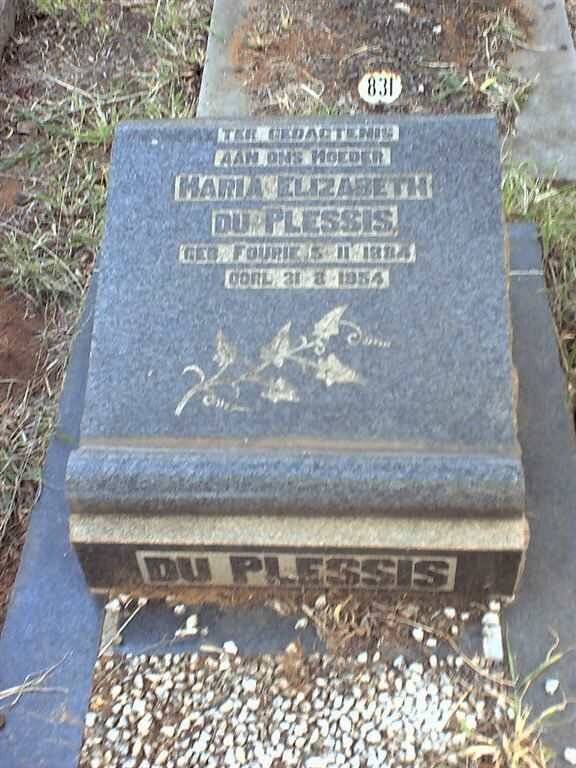 831
TER GEDACTENIS
AAN ONS MOEDER
MARIA ELIZABETH
DU PLESSIS,
GEB. FOURIE 5-11-1884
OORL. 21-8-1954
DU PLESSIS